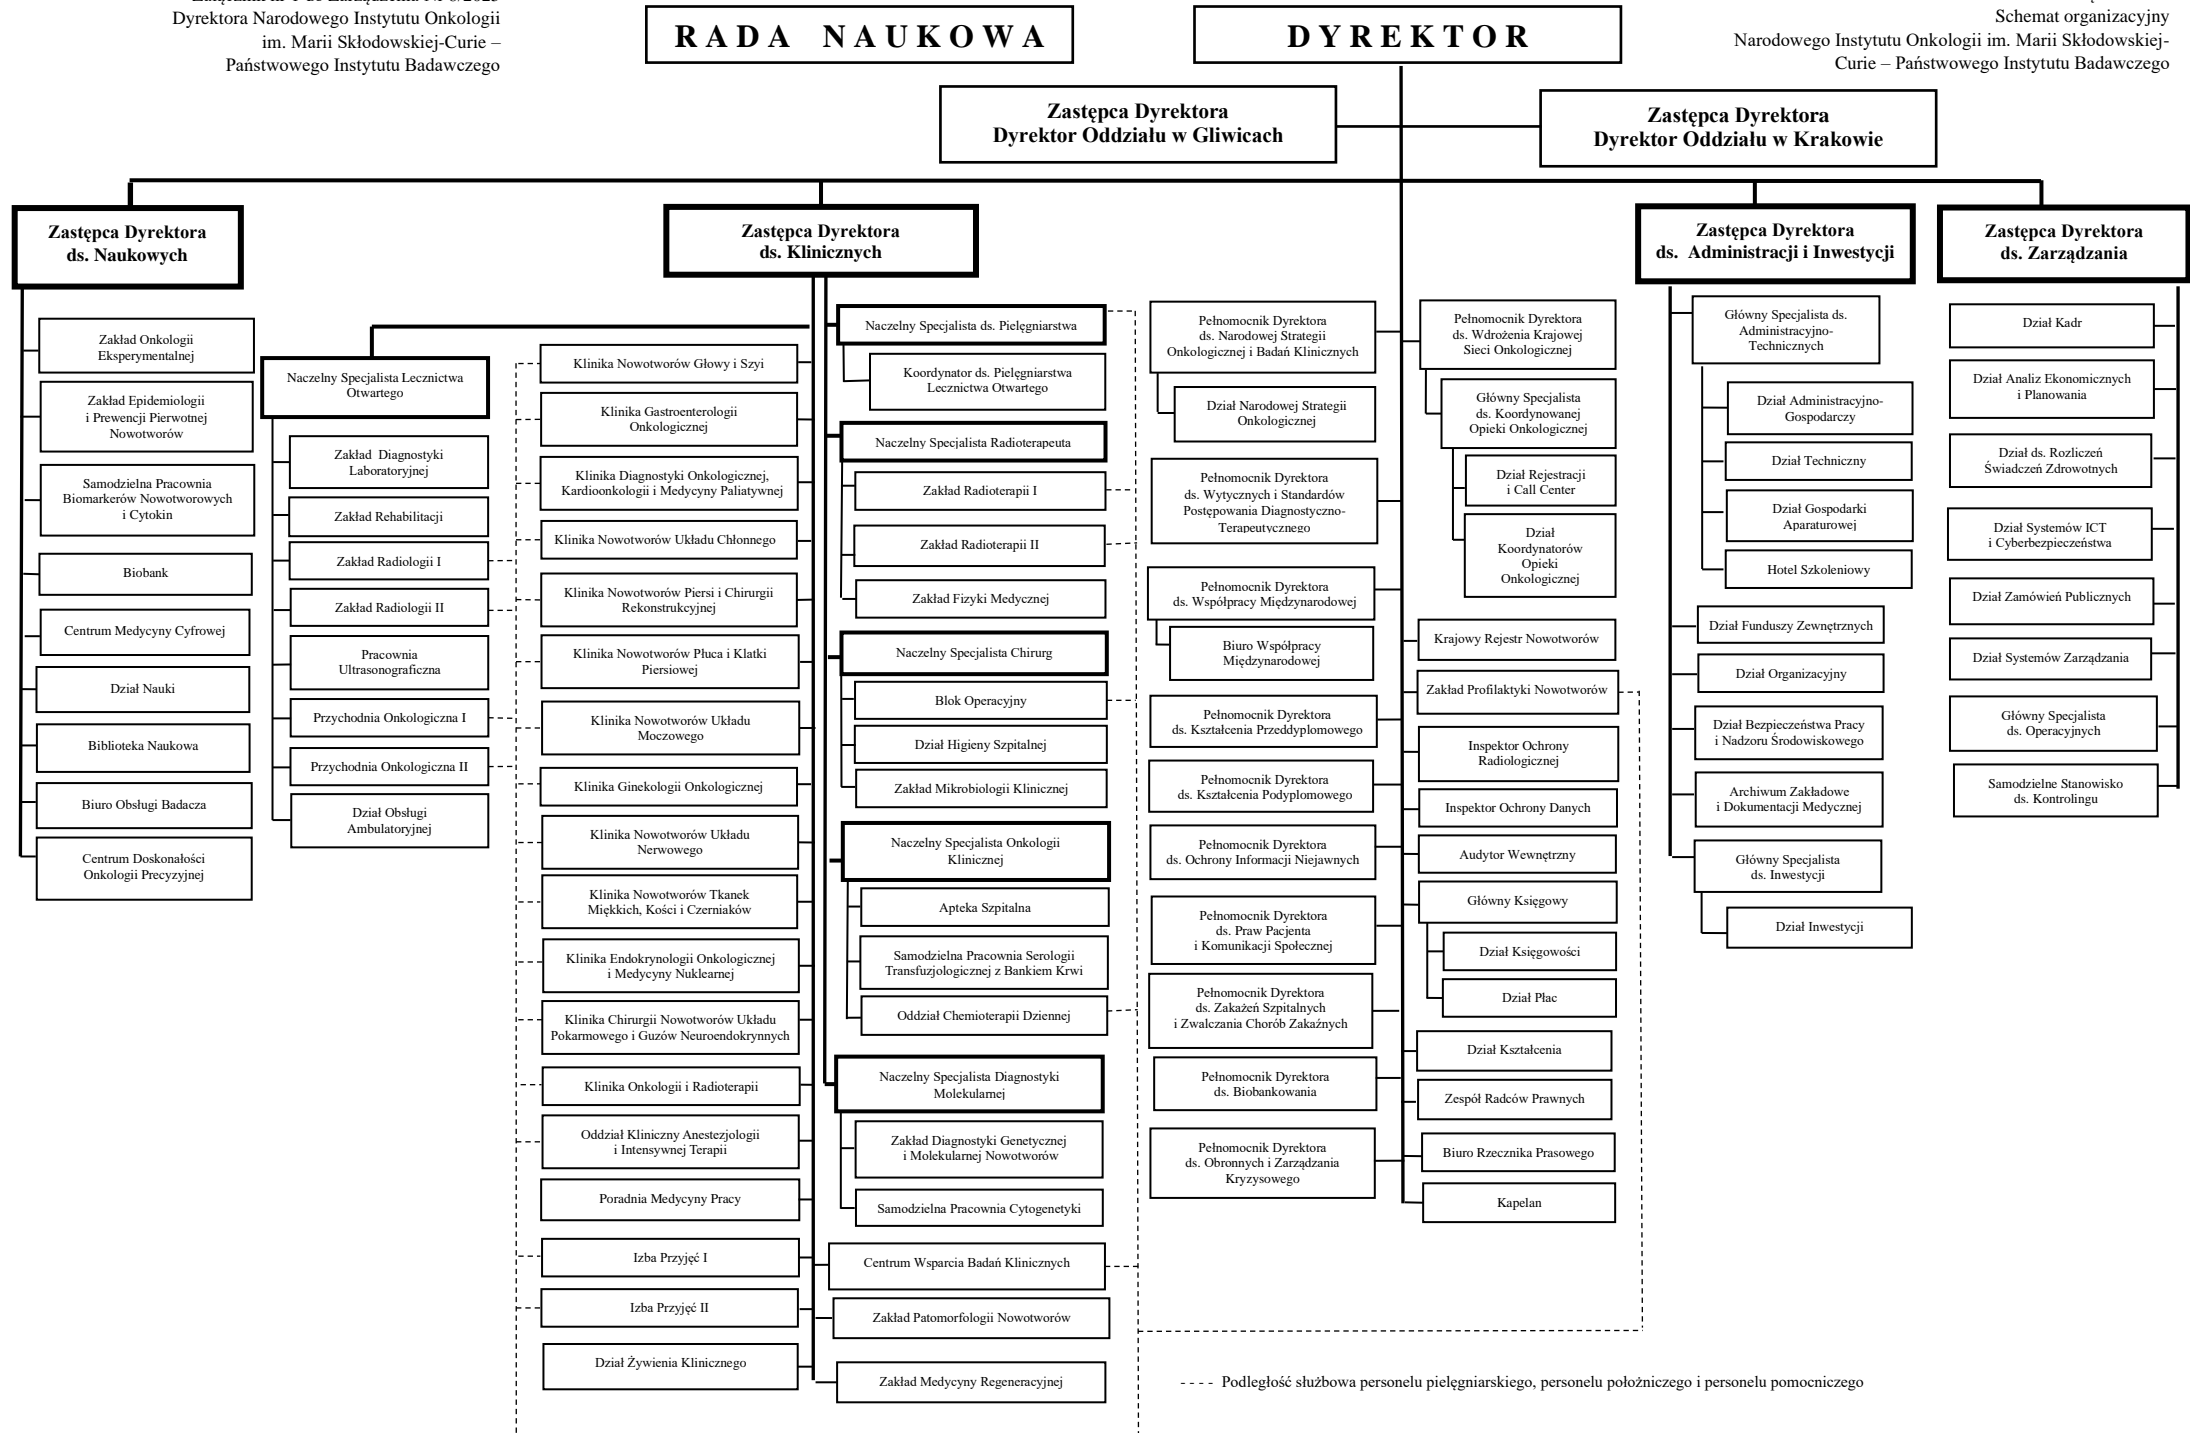 Dyrektora Narodowego Instytutu Onkologii
im. Marii Skłodowskiej-Curie –
Państwowego Instytutu Badawczego
RADA NAUKOWA
DYREKTOR
Schemat organizacyjny
Narodowego Instytutu Onkologii im. Marii Skłodowskiej-
Curie – Państwowego Instytutu Badawczego
Zastępca Dyrektora
Dyrektor Oddziału w Gliwicach
Zastępca Dyrektora
Dyrektor Oddziału w Krakowie
Zastępca Dyrektora
ds. Naukowych
Zakład Onkologii
Eksperymentalnej
Zakład Epidemiologii
i Prewencji Pierwotnej
Nowotworów
Samodzielna Pracownia
Biomarkerów Nowotworowych
i Cytokin
Biobank
Centrum Medycyny Cyfrowej
Dział Nauki
Biblioteka Naukowa
Biuro Obsługi Badacza
Centrum Doskonałości
Onkologii Precyzyjnej
Zastępca Dyrektora
ds. Klinicznych
Naczelny Specjalista Lecznictwa
Otwartego
Zakład Diagnostyki
Laboratoryjnej
Zakład Rehabilitacji
Zakład Radiologii I
Zakład Radiologii II
Pracownia
Ultrasonograficzna
Przychodnia Onkologiczna I
Przychodnia Onkologiczna II
Dział Obsługi
Ambulatoryjnej
Klinika Nowotworów Głowy i Szyi
Klinika Gastroenterologii
Onkologicznej
Klinika Diagnostyki Onkologicznej,
Kardioonkologii i Medycyny Paliatywnej
Klinika Nowotworów Układu Chłonnego
Klinika Nowotworów Piersi i Chirurgii
Rekonstrukcyjnej
Klinika Nowotworów Płuca i Klatki
Piersiowej
Klinika Nowotworów Układu
Moczowego
Klinika Ginekologii Onkologicznej
Klinika Nowotworów Układu
Nerwowego
Klinika Nowotworów Tkanek
Miękkich, Kości i Czerniaków
Klinika Endokrynologii Onkologicznej
i Medycyny Nuklearnej
Klinika Chirurgii Nowotworów Układu
Pokarmowego i Guzów Neuroendokrynnych
Klinika Onkologii i Radioterapii
Oddział Kliniczny Anestezjologii
i Intensywnej Terapii
Poradnia Medycyny Pracy
Izba Przyjęć I
Izba Przyjęć II
Dział Żywienia Klinicznego
Naczelny Specjalista ds. Pielęgniarstwa
Koordynator ds. Pielęgniarstwa
Lecznictwa Otwartego
Naczelny Specjalista Radioterapeuta
Zakład Radioterapii I
Zakład Radioterapii II
Zakład Fizyki Medycznej
Naczelny Specjalista Chirurg
Blok Operacyjny
Dział Higieny Szpitalnej
Zakład Mikrobiologii Klinicznej
Naczelny Specjalista Onkologii
Klinicznej
Apteka Szpitalna
Samodzielna Pracownia Serologii
Transfuzjologicznej z Bankiem Krwi
Oddział Chemioterapii Dziennej
Naczelny Specjalista Diagnostyki
Molekularnej
Zakład Diagnostyki Genetycznej
i Molekularnej Nowotworów
Samodzielna Pracownia Cytogenetyki
Centrum Wsparcia Badań Klinicznych
Zakład Patomorfologii Nowotworów
Zakład Medycyny Regeneracyjnej
Pełnomocnik Dyrektora
ds. Narodowej Strategii
Onkologicznej i Badań Klinicznych
Dział Narodowej Strategii
Onkologicznej
Pełnomocnik Dyrektora
ds. Wytycznych i Standardów
Postępowania Diagnostyczno-
Terapeutycznego
Pełnomocnik Dyrektora
ds. Współpracy Międzynarodowej
Biuro Współpracy
Międzynarodowej
Pełnomocnik Dyrektora
ds. Kształcenia Przeddyplomowego
Pełnomocnik Dyrektora
ds. Kształcenia Podyplomowego
Pełnomocnik Dyrektora
ds. Ochrony Informacji Niejawnych
Pełnomocnik Dyrektora
ds. Praw Pacjenta
i Komunikacji Społecznej
Pełnomocnik Dyrektora
ds. Zakażeń Szpitalnych
i Zwalczania Chorób Zakaźnych
Pełnomocnik Dyrektora
ds. Biobankowania
Pełnomocnik Dyrektora
ds. Obronnych i Zarządzania
Kryzysowego
Pełnomocnik Dyrektora
ds. Wdrożenia Krajowej
Sieci Onkologicznej
Główny Specjalista
ds. Koordynowanej
Opieki Onkologicznej
Dział Rejestracji
i Call Center
Dział
Koordynatorów
Opieki
Onkologicznej
Krajowy Rejestr Nowotworów
Zakład Profilaktyki Nowotworów
Inspektor Ochrony
Radiologicznej
Inspektor Ochrony Danych
Audytor Wewnętrzny
Główny Księgowy
Dział Księgowości
Dział Płac
Dział Kształcenia
Zespół Radców Prawnych
Biuro Rzecznika Prasowego
Kapelan
Zastępca Dyrektora
ds. Administracji i Inwestycji
Główny Specjalista ds.
Administracyjno-
Technicznych
Dział Administracyjno-
Gospodarczy
Dział Techniczny
Dział Gospodarki
Aparaturowej
Hotel Szkoleniowy
Dział Funduszy Zewnętrznych
Dział Organizacyjny
Dział Bezpieczeństwa Pracy
i Nadzoru Środowiskowego
Archiwum Zakładowe
i Dokumentacji Medycznej
Główny Specjalista
ds. Inwestycji
Dział Inwestycji
Zastępca Dyrektora
ds. Zarządzania
Dział Kadr
Dział Analiz Ekonomicznych
i Planowania
Dział ds. Rozliczeń
Świadczeń Zdrowotnych
Dział Systemów ICT
i Cyberbezpieczeństwa
Dział Zamówień Publicznych
Dział Systemów Zarządzania
Główny Specjalista
ds. Operacyjnych
Samodzielne Stanowisko
ds. Kontrolingu
- - - - Podległość służbowa personelu pielęgniarskiego, personelu położniczego i personelu pomocniczego